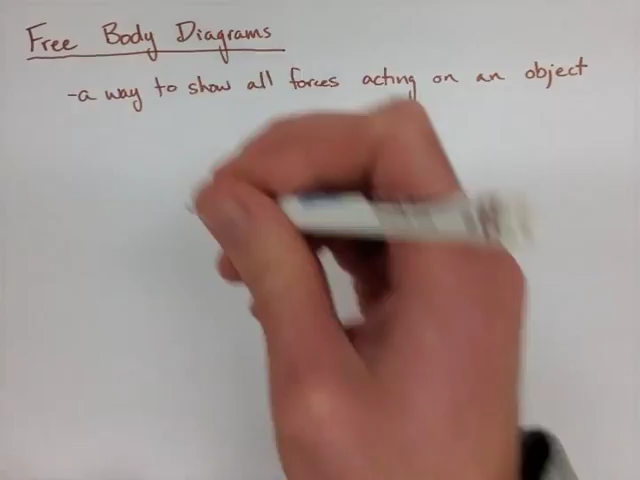 Free Body Diagrams
-a way to show all forces acting on an object